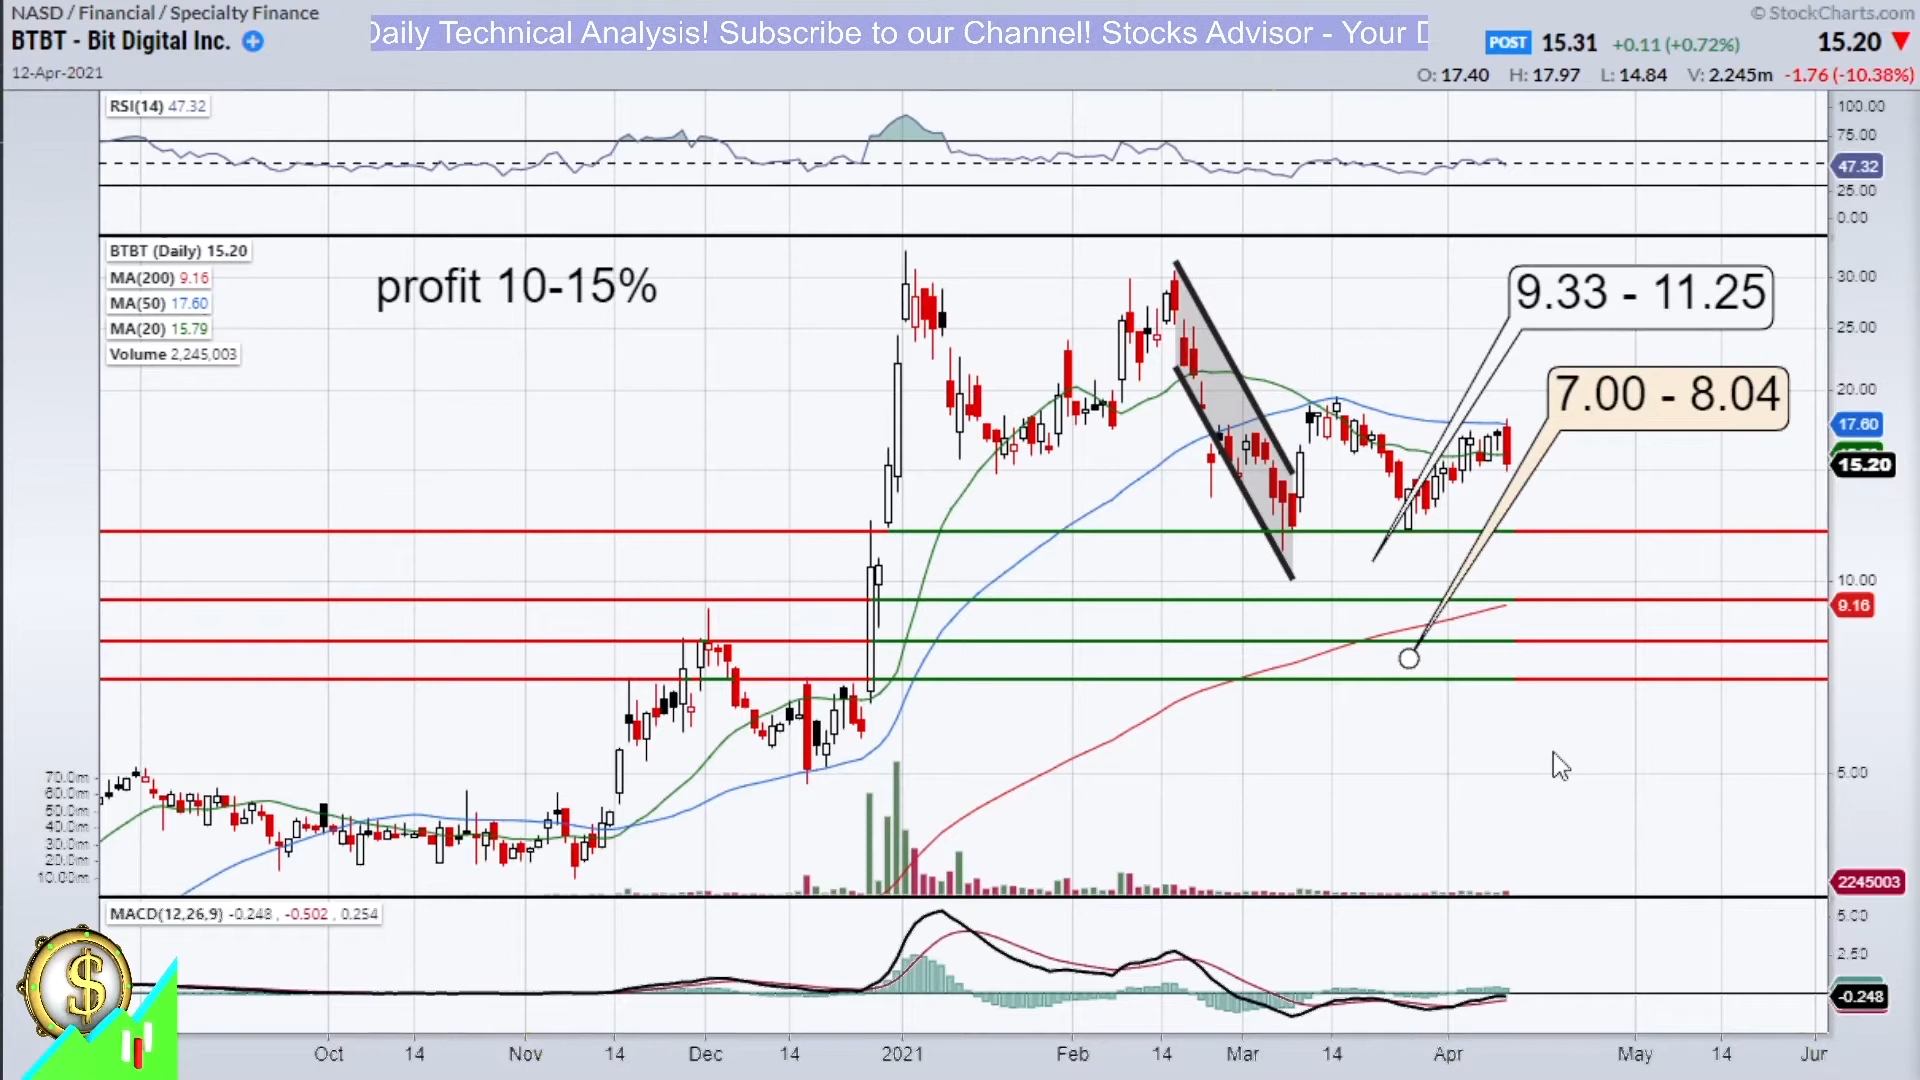 NASD / Financial / Specialty Finance
© StockCharts.com
BTBT - Bit Digital Inc.
Daily Technical Analysis! Subscribe to our Channel! Stocks Advisor - Your
POST 15.31 +0.11 (+0.72%) 15.20
12-Apr-2021
O: 17.40 H: 17.97 L: 14.84 V: 2.245m -1.76 (-10.38%)
RSI(14) 47.32
100.00
75.00
47.32
25.00
0.00
BTBT (Daily) 15.20
MA(200) 9.16
MA(50) 17.60
MA(20) 15.79
Volume 2,245,003
profit 10-15%
9.33 - 11.25
7.00 - 8.04
30.00
25.00
20.00
17.60
15.20
10.00
9.16
5.00
70.0m
60.0m
50.0m
40.0m
30.0m
20.0m
10.00m
2245003
MACD(12,26,9) -0.248, -0.502, 0.254
5.00
2.50
-0.248
$
Oct 14 Nov 14 Dec 14 2021 Feb 14 Mar 14 Apr May 14 Jun